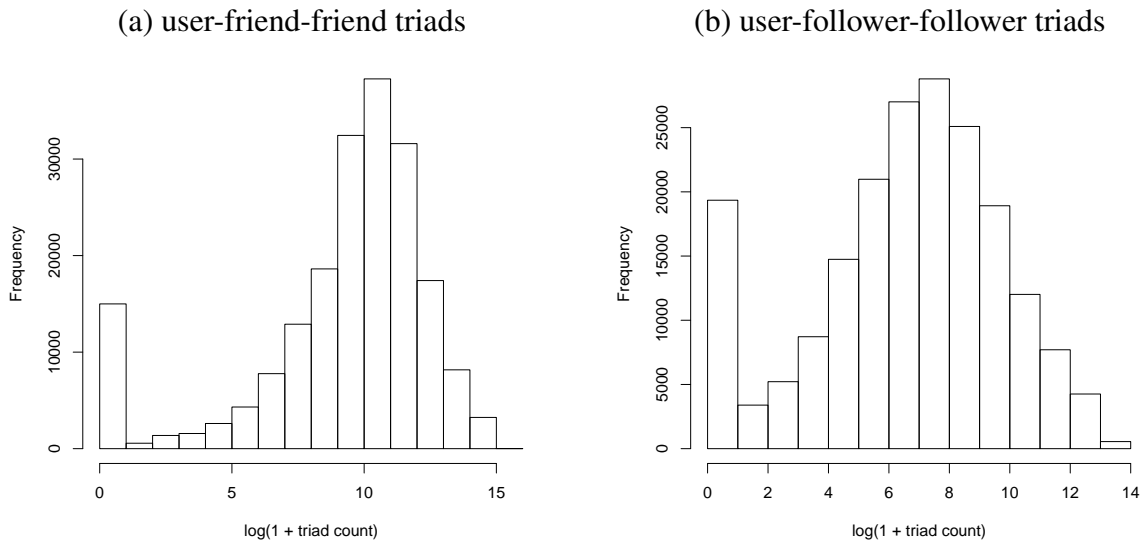 (a) user-friend-friend triads
Frequency
0
10000
20000
30000
0 5 10 15
log(1 + triad count)
(b) user-follower-follower triads
Frequency
0
5000
10000
15000
20000
25000
0 2 4 6 8 10 12 14
log(1 + triad count)